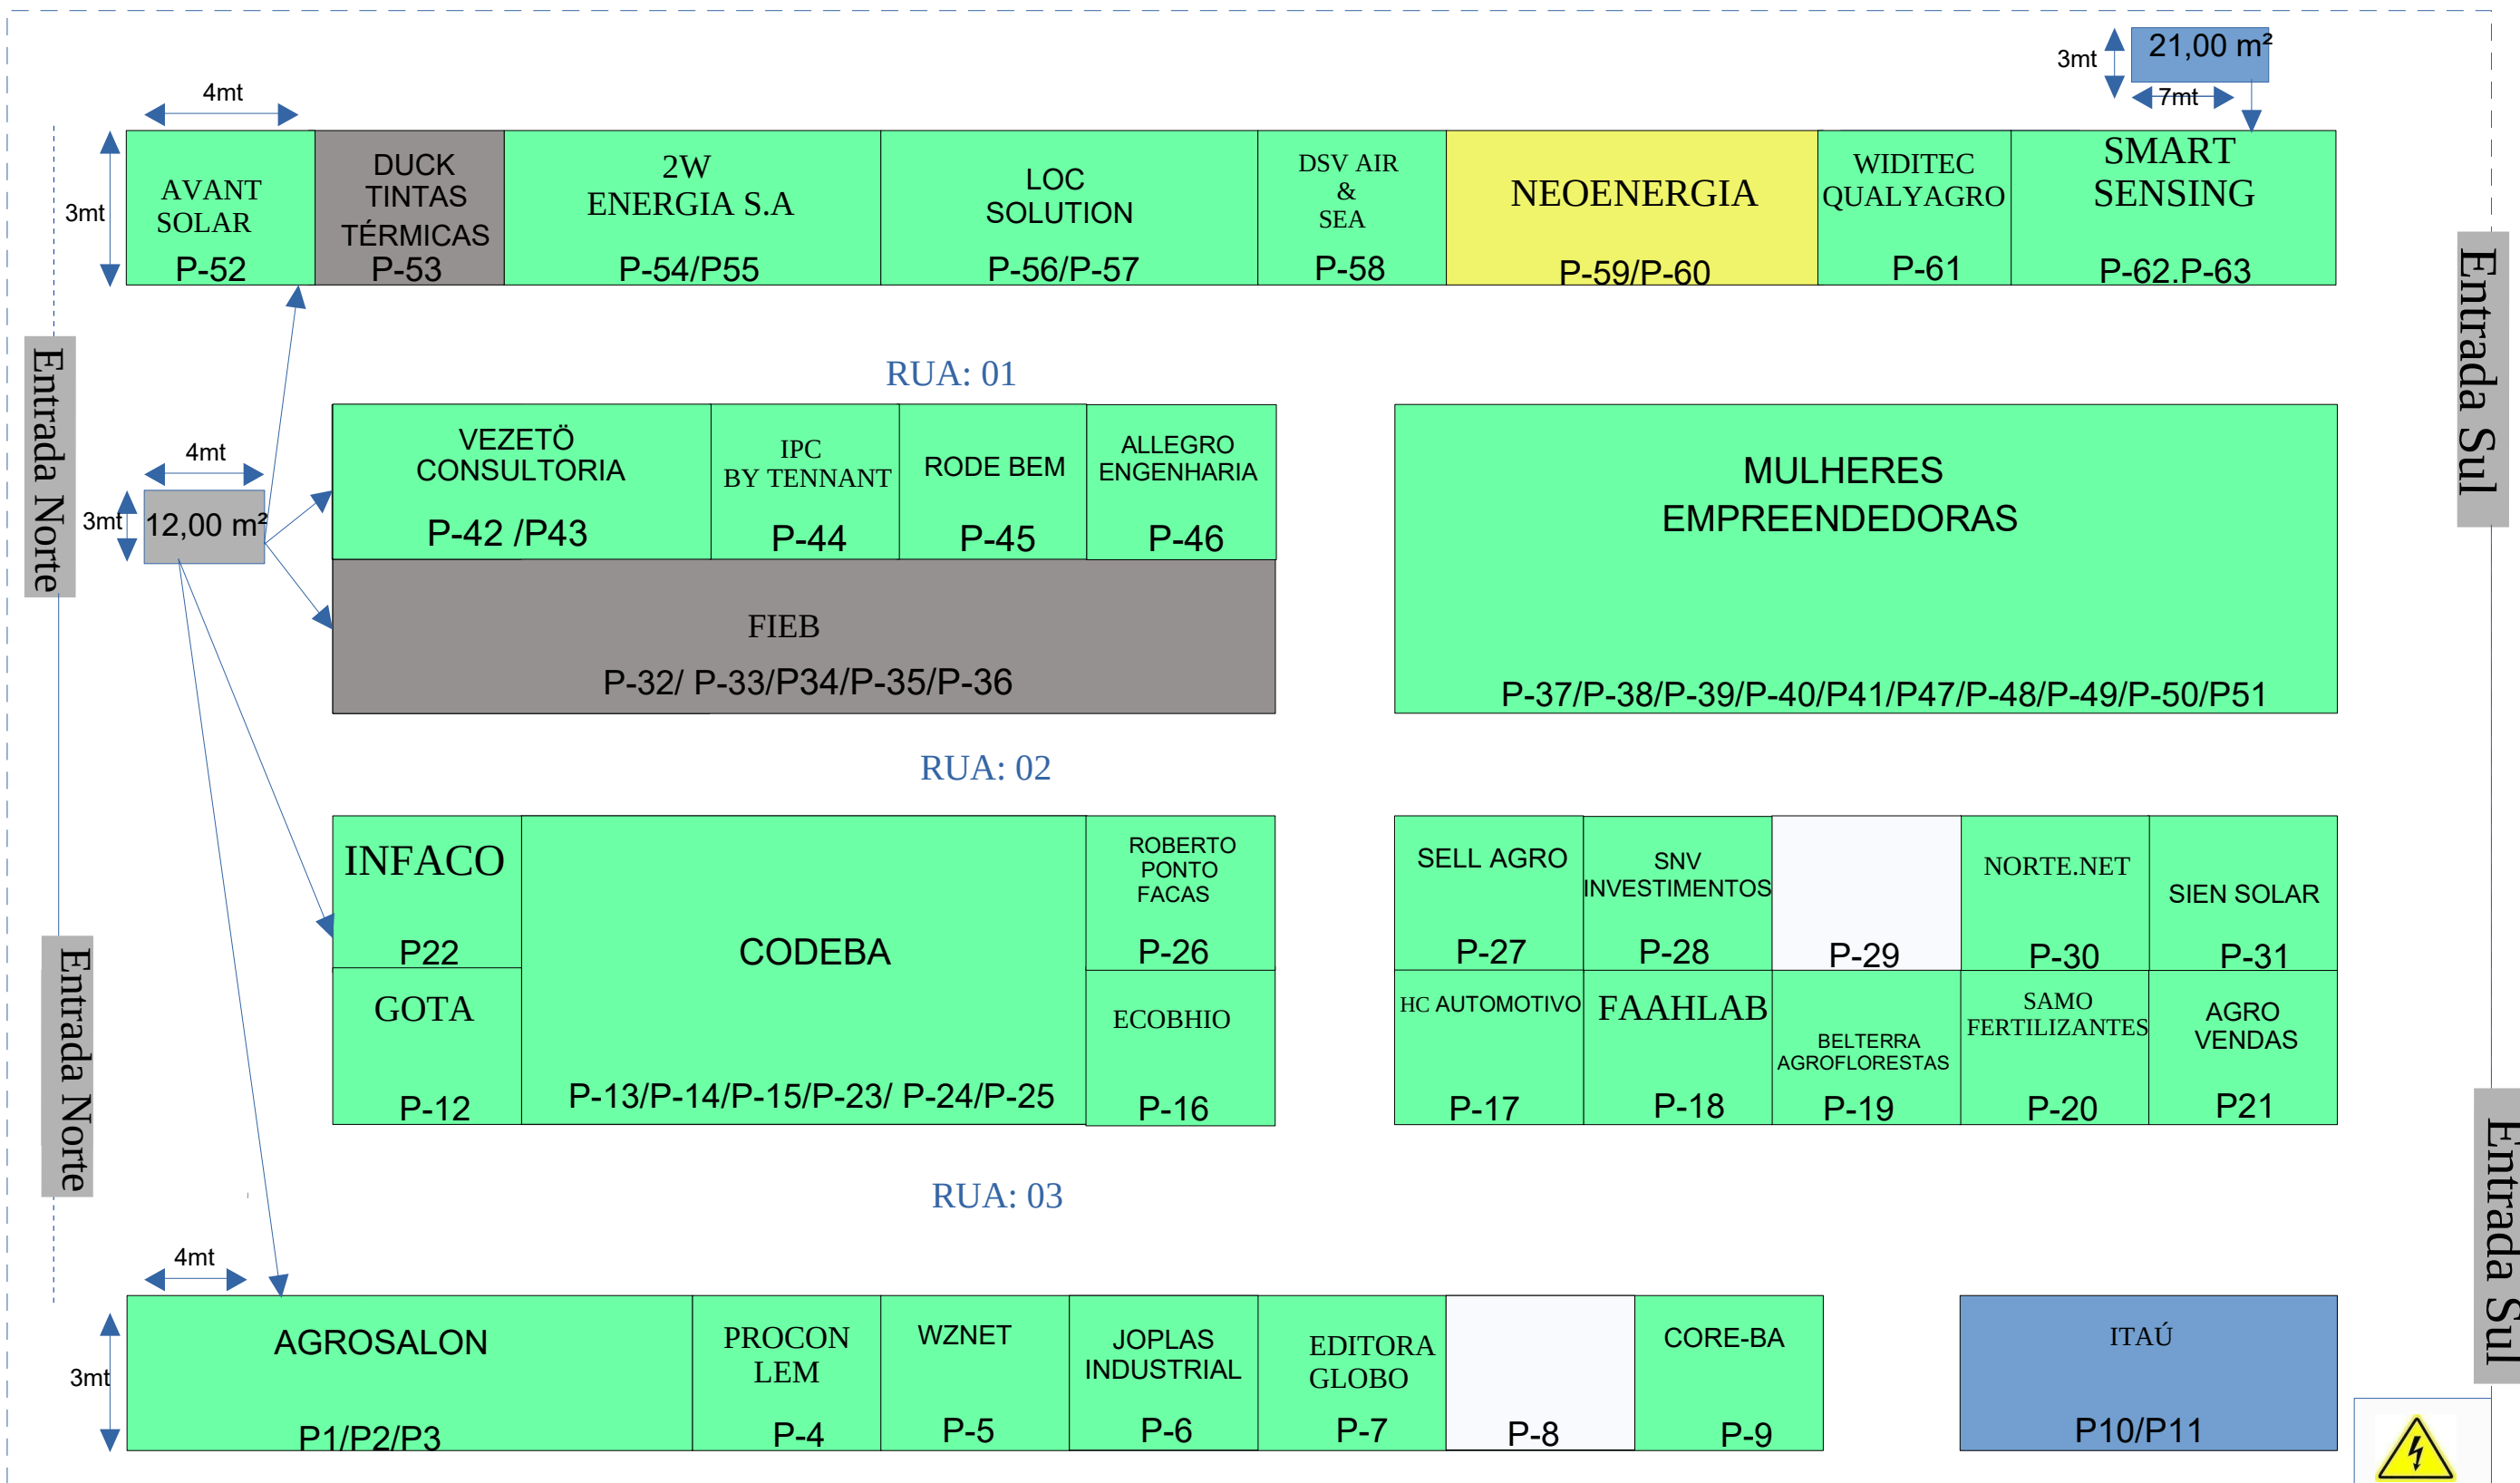 21,00 m²
3mt
7mt
4mt
3mt
AVANT
SOLAR
P-52
DUCK
TINTAS
TÉRMICAS
P-53
2W
ENERGIA S.A
P-54/P55
LOC
SOLUTION
P-56/P-57
DSV AIR
&
SEA
P-58
NEOENERGIA
P-59/P-60
WIDITEC
QUALYAGRO
P-61
SMART
SENSING
P-62.P-63
Entrada Norte
Entrada Sul
RUA: 01
4mt
3mt
12,00 m²
VEZETÖ
CONSULTORIA
P-42 /P43
IPC
BY TENNANT
P-44
RODE BEM
P-45
ALLEGRO
ENGENHARIA
P-46
MULHERES
EMPREENDEDORAS
P-37/P-38/P-39/P-40/P41/P47/P-48/P-49/P-50/P51
FIEB
P-32/ P-33/P34/P-35/P-36
RUA: 02
INFACO
P22
GOTA
P-12
CODEBA
P-13/P-14/P-15/P-23/ P-24/P-25
ROBERTO
PONTO
FACAS
P-26
ECOBHIO
P-16
SELL AGRO
P-27
SNV
INVESTIMENTOS
P-28
P-29
NORTE.NET
P-30
SIEN SOLAR
P-31
HC AUTOMOTIVO
P-17
FAAHLAB
P-18
BELTERRA
AGROFLORESTAS
P-19
SAMO
FERTILIZANTES
P-20
AGRO
VENDAS
P21
Entrada Norte
Entrada Sul
RUA: 03
4mt
3mt
AGROSALON
P1/P2/P3
PROCON
LEM
P-4
WZNET
P-5
JOPLAS
INDUSTRIAL
P-6
EDITORA
GLOBO
P-7
P-8
CORE-BA
P-9
ITAÚ
P10/P11